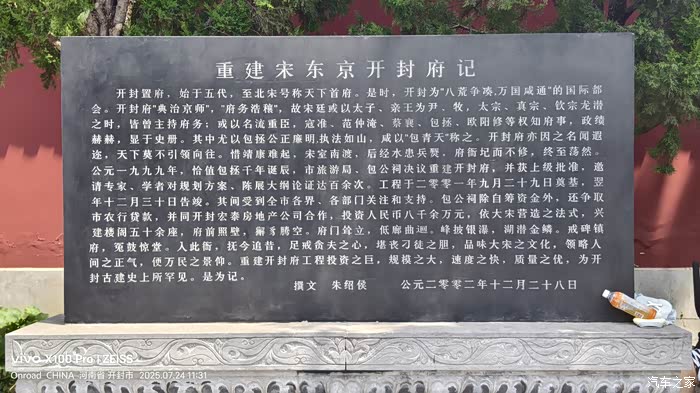 重建宋东京开封府记
开封置府，始于五代，至北宋号称天下首府。是时，开封为“八荒争凑，万国咸通”的国际都
会。开封府“典治京师”，“府务浩穰”，故宋廷或以太子、亲王为尹、牧，太宗、真宗、钦宗龙潜
之时，皆曾主持府务；或以名流重臣，寇准、范仲淹、蔡襄、包拯、欧阳修等权知府事，政绩
赫赫，显于史册。其中尤以包拯公正廉明，执法如山，咸以“包青天”称之。开封府亦因之名闻遐
迩，天下莫不引领向往。惜靖康难起，宋室南渡，后经水患兵燹，府衙圮而不修，终至荡然。
公元一九九九年，恰值包拯千年诞辰，市旅游局、包公祠决议重建开封府，并获上级批准，邀
请专家、学者对规划方案、陈展大纲论证达百余次。工程于二零零一年九月二十九日奠基，翌
年十二月三十日告竣。其间受到全市各界、各部门关注和支持。包公祠除自筹资金外，还争取
市农行贷款，并同开封宏泰房地产公司合作，投资人民币八千余万元，依大宋营造之法式，兴
建楼阁五十余座，府前照壁，獬豸腾空。府门耸立，低廊曲迴。峰披银瀑，湖潜金鳞。戒碑镇
府，冤鼓惊堂。入此衙，抚今追昔，足戒贪夫之心，堪丧刁徒之胆，品味大宋之文化，领略人
间之正气，便万民之景仰。重建开封府工程投资之巨，规模之大，速度之快，质量之优，为开
封古建史上所罕见。是为记。
撰文 朱绍侯 公元二零零二年十二月二十八日
vivo X100 Pro | ZEISS
Onroad CHINA·河南省 开封市 2025/07/24 11:31
汽车之家